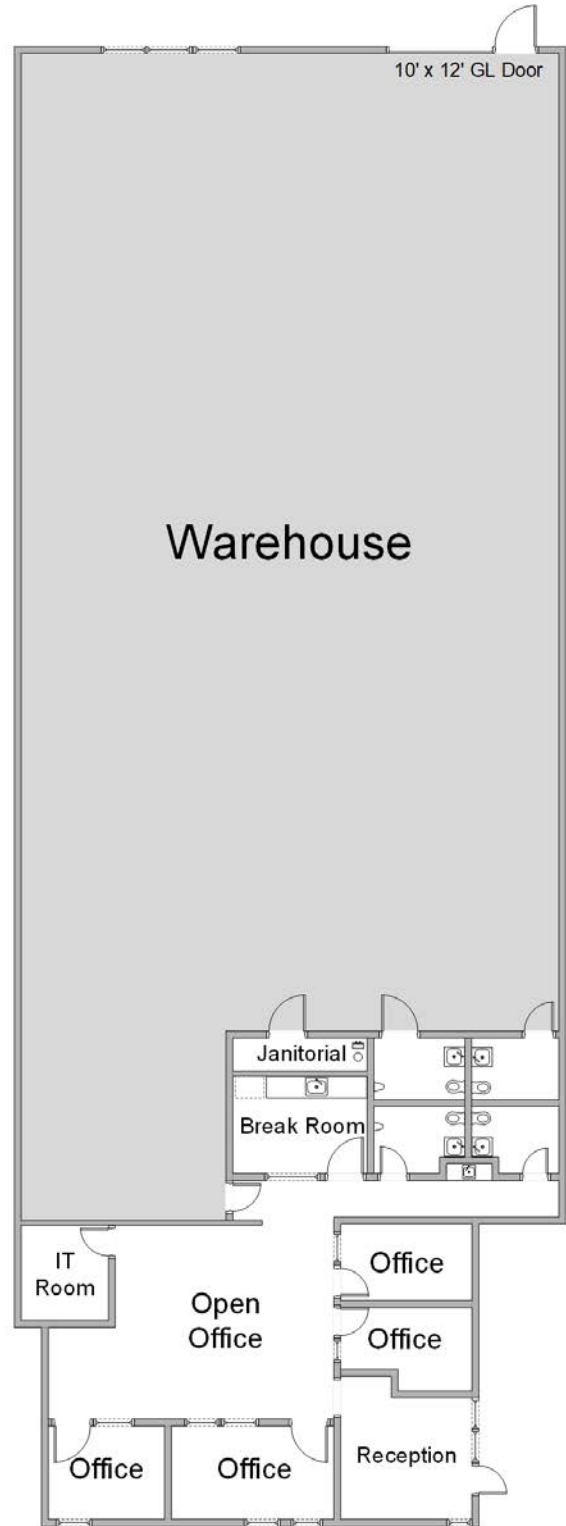 10' x 12' GL Door
Warehouse
Janitorial
Break Room
IT
Room
Open
Office
Office
Office
Reception
Office
Office